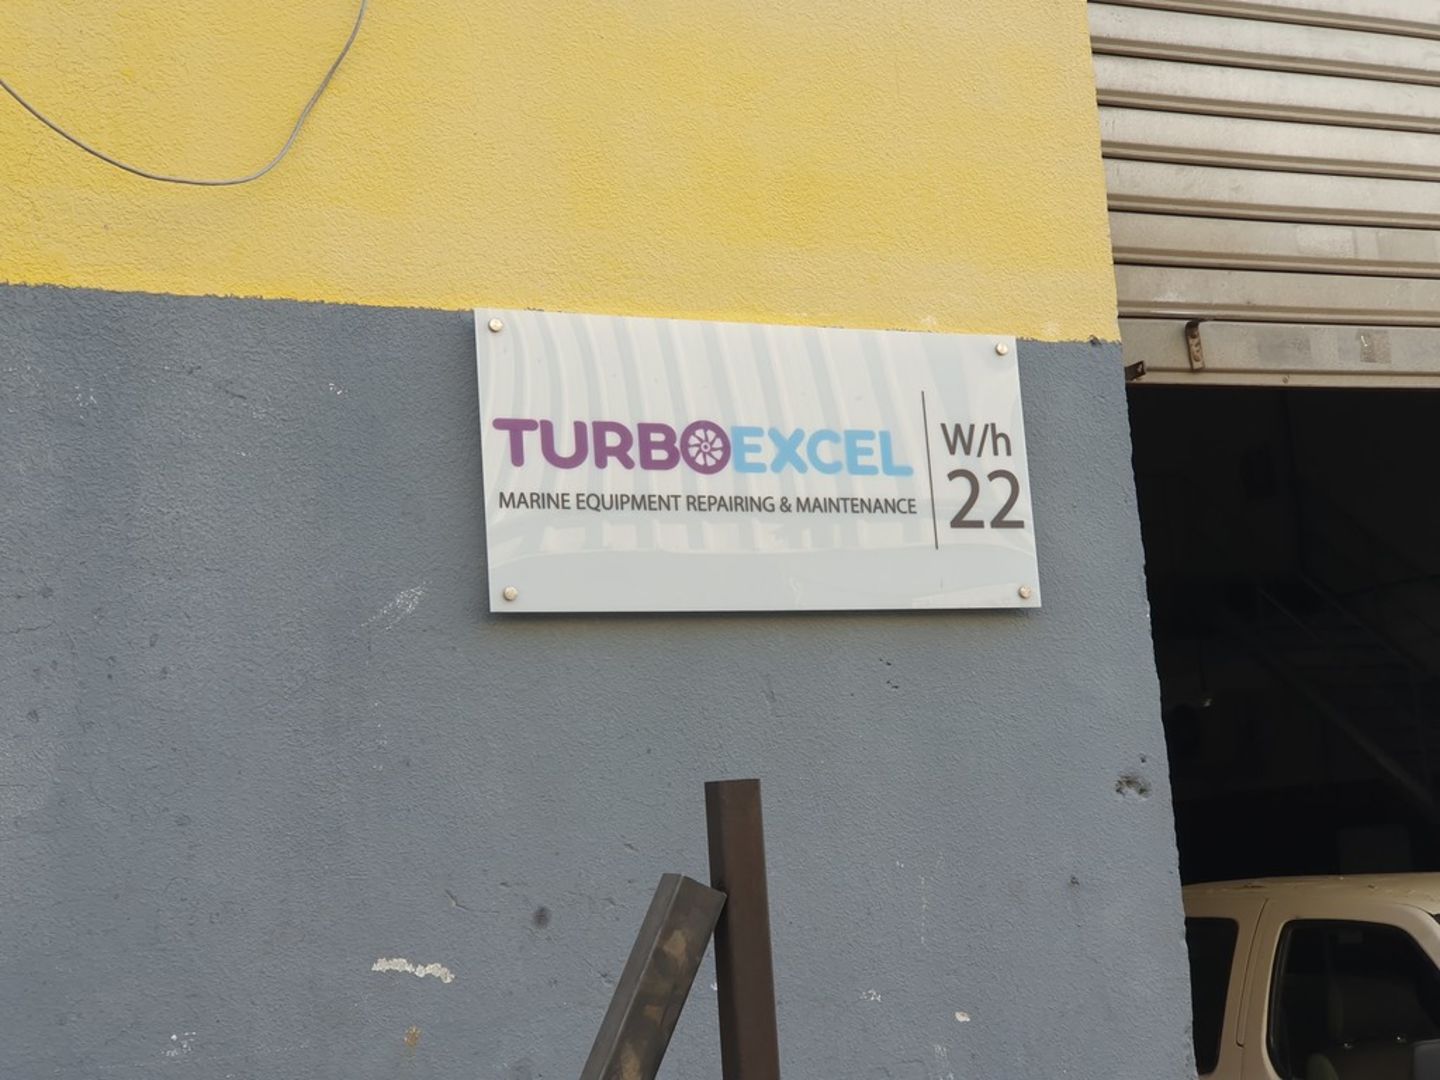 TURBOEXCEL
MARINE EQUIPMENT REPAIRING & MAINTENANCE
W/h
22